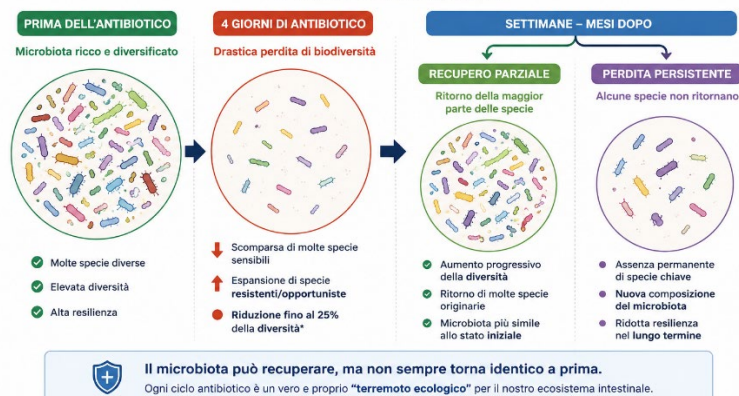 PRIMA DELL'ANTIBIOTICO
Microbiota ricco e diversificato
Molte specie diverse
Elevata diversità
Alta resilienza
4 GIORNI DI ANTIBIOTICO
Drastica perdita di biodiversità
Scomparsa di molte specie
sensibili
Espansione di specie
resistenti/opportuniste
Riduzione fino al 25%
della diversità*
SETTIMANE – MESI DOPO
RECUPERO PARZIALE
Ritorno della maggior
parte delle specie
Aumento progressivo
della diversità
Ritorno di molte specie
originarie
Microbiota più simile
allo stato iniziale
PERDITA PERSISTENTE
Alcune specie non ritornano
Assenza permanente
di specie chiave
Nuova composizione
del microbiota
Ridotta resilienza
nel lungo termine
Il microbiota può recuperare, ma non sempre torna identico a prima.
Ogni ciclo antibiotico è un vero e proprio “terremoto ecologico” per il nostro ecosistema intestinale.